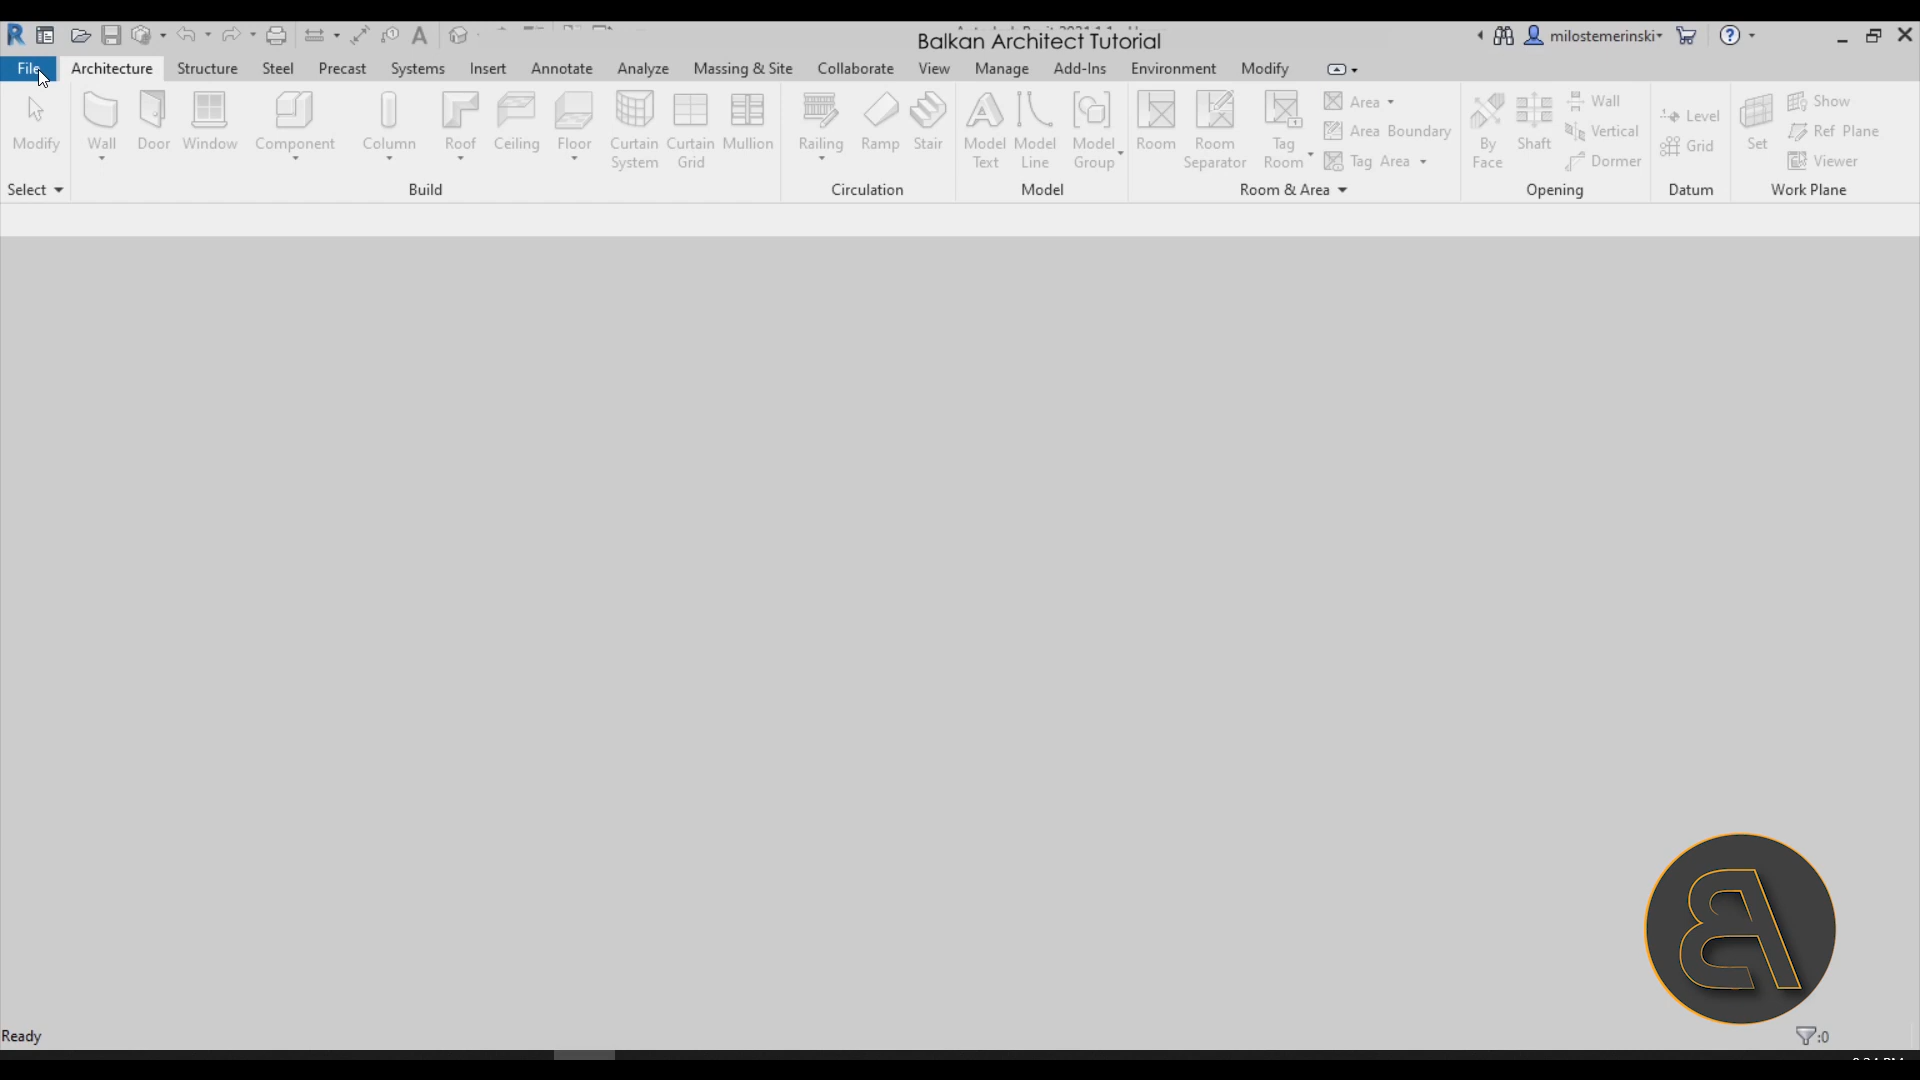 Balkan Architect Tutorial
milostemerinski
File Architecture Structure Steel Precast Systems Insert Annotate Analyze Massing & Site Collaborate View Manage Add-Ins Environment Modify
Modify
Wall
Door
Window
Component
Column
Roof
Ceiling
Floor
Curtain
System
Curtain
Grid
Mullion
Railing
Ramp
Stair
Model
Text
Model
Line
Model
Group
Room
Room
Separator
Tag
Room
Area
Area Boundary
Tag Area
By
Face
Shaft
Wall
Vertical
Dormer
Level
Grid
Set
Show
Ref Plane
Viewer
Select Build Circulation Model Room & Area Opening Datum Work Plane
Ready
:0